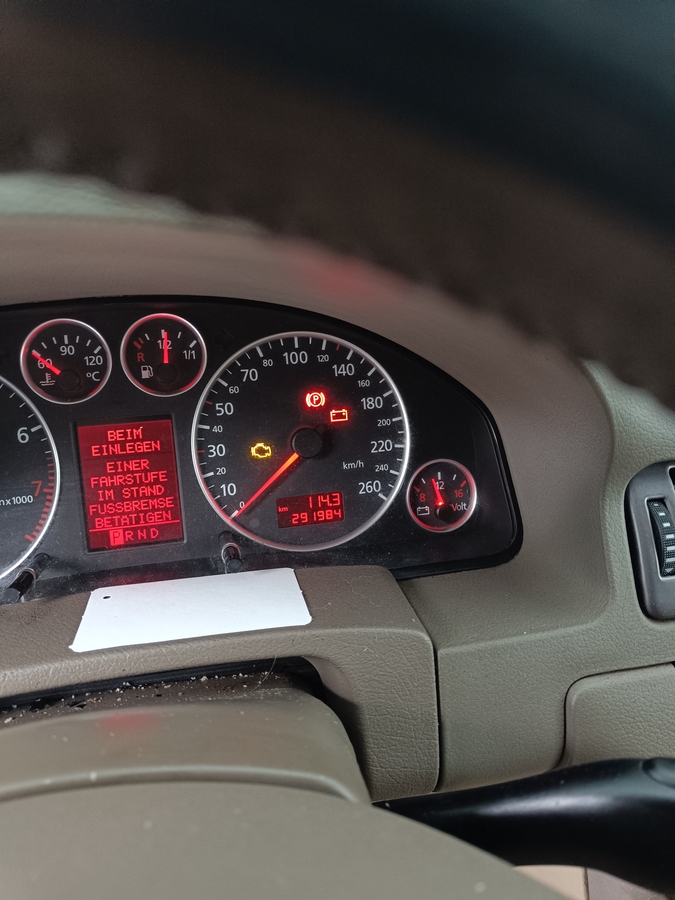 60 90 120
°C
R 1/2 1/1
6
7
n x1000
BEIM
EINLEGEN
EINER
FAHRSTUFE
IM STAND
FUSSBREMSE
BETÄTIGEN
PRND
0 10 30 50 60 70 80 100 120 140 160 180 200 220 240 260
20
40
km/h
P
km 114.3
291984
8 12 16
Volt